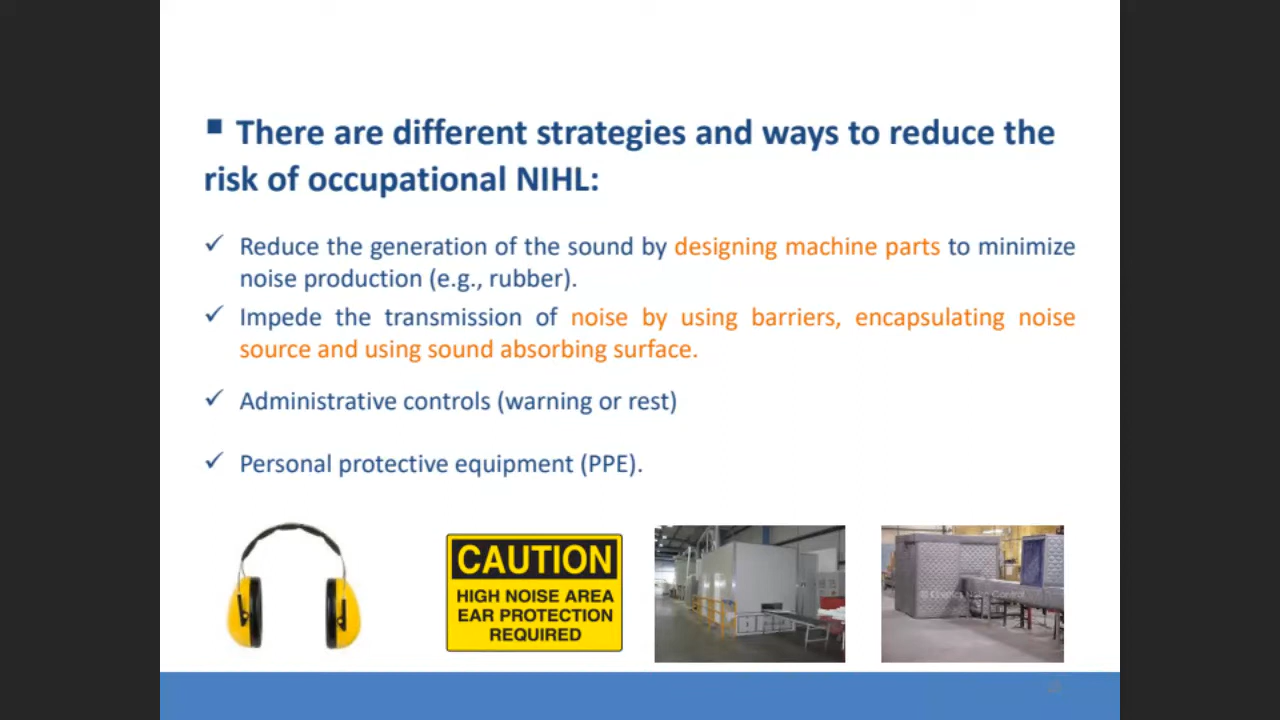 ▪ There are different strategies and ways to reduce the
risk of occupational NIHL:
✓ Reduce the generation of the sound by designing machine parts to minimize
noise production (e.g., rubber).
✓ Impede the transmission of noise by using barriers, encapsulating noise
source and using sound absorbing surface.
✓ Administrative controls (warning or rest)
✓ Personal protective equipment (PPE).
CAUTION
HIGH NOISE AREA
EAR PROTECTION
REQUIRED
Noise Control